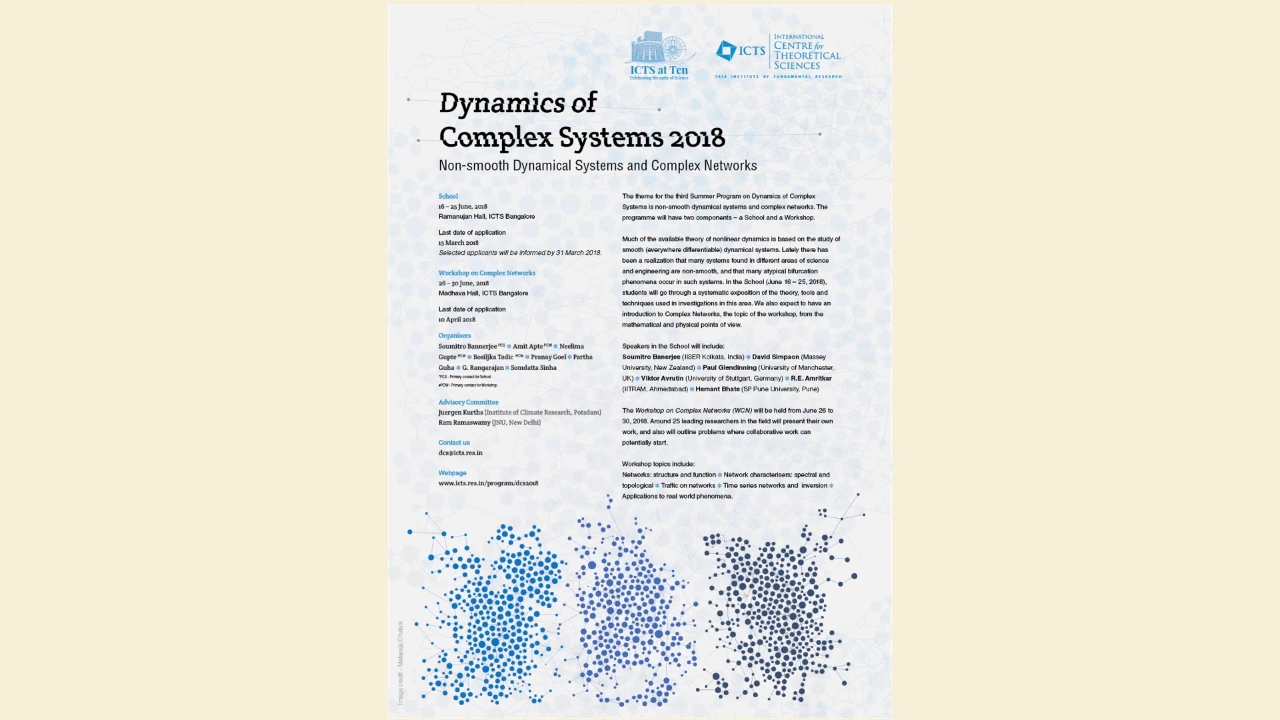 ICTS at Ten
Celebrating the unity of Science
ICTS
INTERNATIONAL
CENTRE for
THEORETICAL
SCIENCES
TATA INSTITUTE OF FUNDAMENTAL RESEARCH
Dynamics of
Complex Systems 2018
Non-smooth Dynamical Systems and Complex Networks
School
16 – 25 June, 2018
Ramanujan Hall, ICTS Bangalore
Last date of application
15 March 2018
Selected applicants will be informed by 31 March 2018.
Workshop on Complex Networks
26 – 30 June, 2018
Madhava Hall, ICTS Bangalore
Last date of application
10 April 2018
Organisers
Soumitro Bannerjee PCS * Amit Apte PCW * Neelima
Gupte PCW * Bosiljka Tadic PCW * Pranay Goel * Partha
Guha * G. Rangarajan * Somdatta Sinha
*PCS - Primary contact for School
*PCW - Primary contact for Workshop
Advisory Committee
Juergen Kurths (Institute of Climate Research, Potsdam)
Ram Ramaswamy (JNU, New Delhi)
Contact us
dcs@icts.res.in
Webpage
www.icts.res.in/program/dcs2018
The theme for the third Summer Program on Dynamics of Complex
Systems is non-smooth dynamical systems and complex networks. The
programme will have two components – a School and a Workshop.
Much of the available theory of nonlinear dynamics is based on the study of
smooth (everywhere differentiable) dynamical systems. Lately there has
been a realization that many systems found in different areas of science
and engineering are non-smooth, and that many atypical bifurcation
phenomena occur in such systems. In the School (June 16 – 25, 2018),
students will go through a systematic exposition of the theory, tools and
techniques used in investigations in this area. We also expect to have an
introduction to Complex Networks, the topic of the workshop, from the
mathematical and physical points of view.
Speakers in the School will include:
Soumitro Banerjee (IISER Kolkata, India) * David Simpson (Massey
University, New Zealand) * Paul Glendinning (University of Manchester,
UK) * Viktor Avrutin (University of Stuttgart, Germany) * R.E. Amritkar
(IITRAM, Ahmedabad) * Hemant Bhate (SP Pune University, Pune)
The Workshop on Complex Networks (WCN) will be held from June 26 to
30, 2018. Around 25 leading researchers in the field will present their own
work, and also will outline problems where collaborative work can
potentially start.
Workshop topics include:
Networks: structure and function * Network characterisers: spectral and
topological * Traffic on networks * Time series networks and inversion *
Applications to real world phenomena.